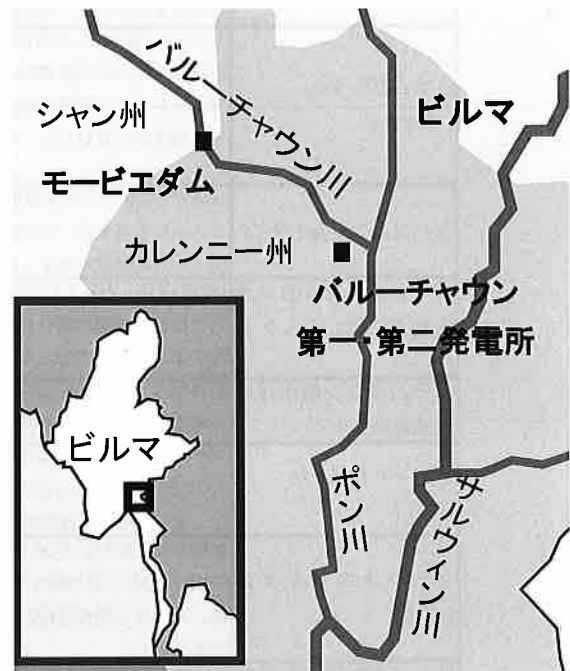 バルーチャウン川
ビルマ
シャン州
モービエダム
カレンニー州
バルーチャウン
第一・第二発電所
ビルマ
ポン川
サルウィン川